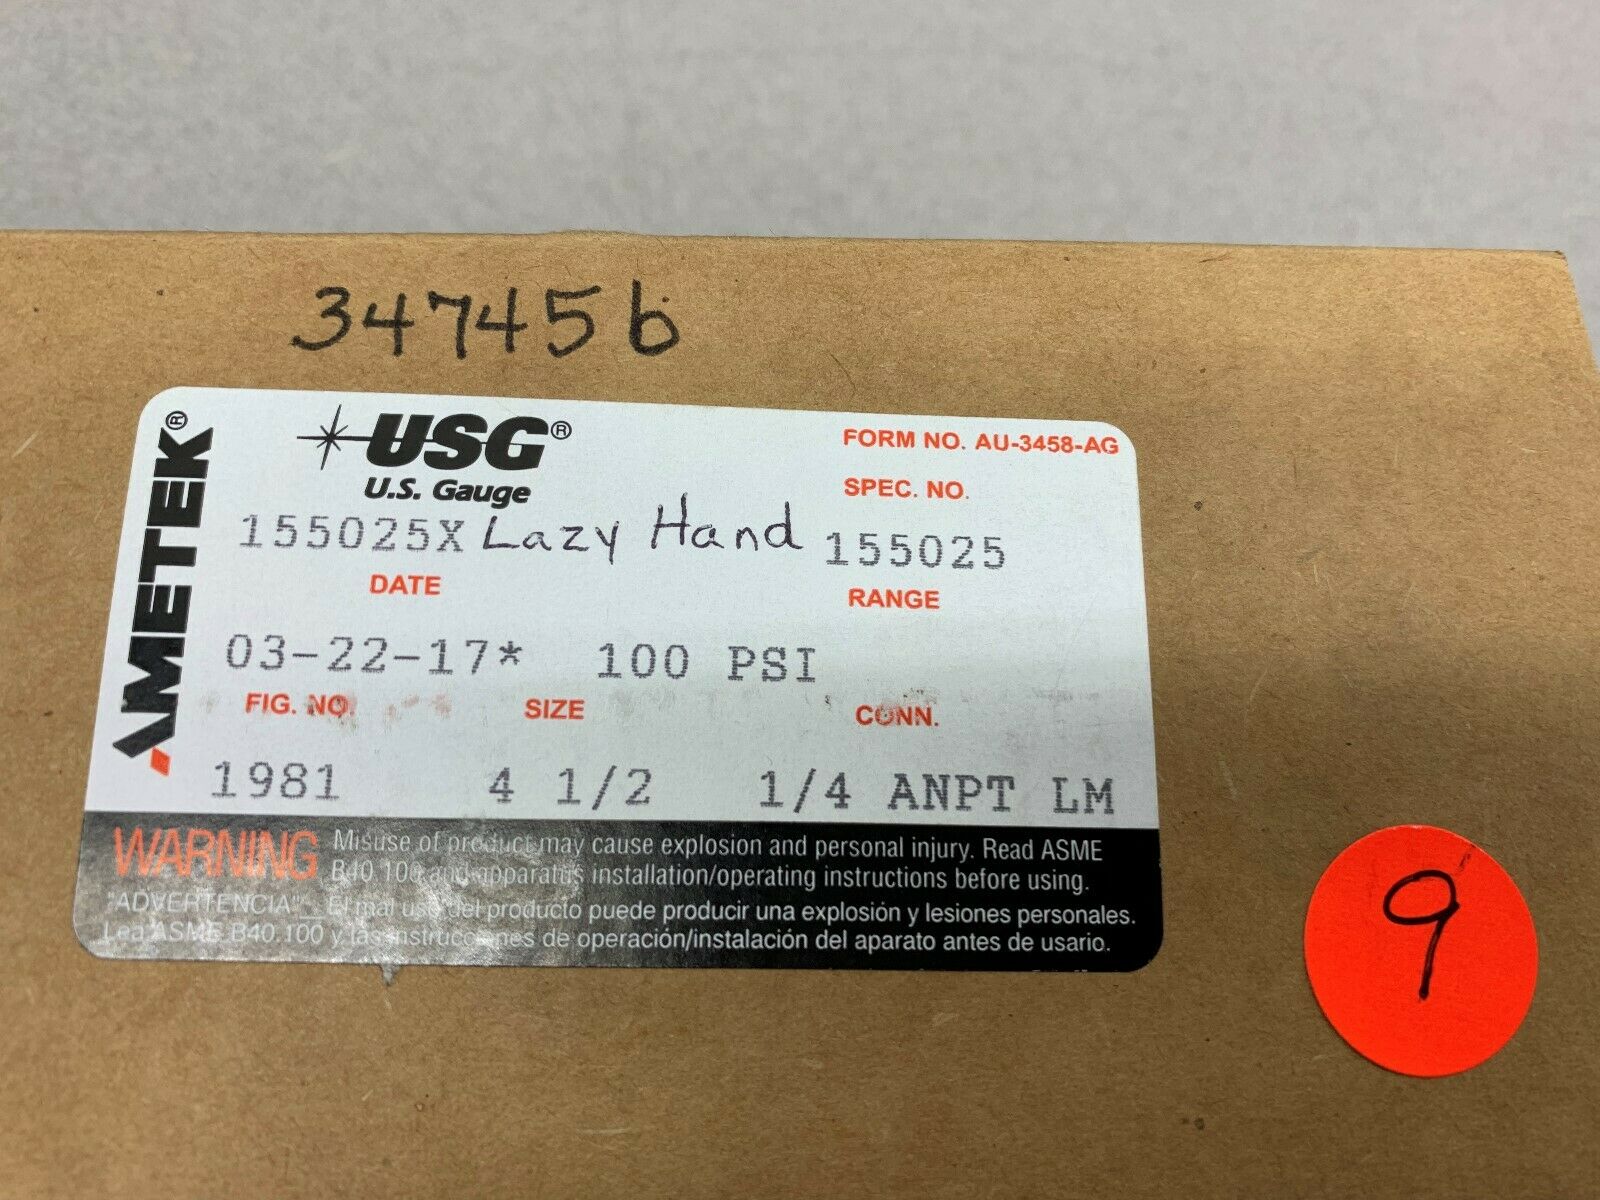 347456
AMETEK®
USG®
U.S. Gauge
FORM NO. AU-3458-AG
SPEC. NO.
155025X Lazy Hand 155025
DATE RANGE
03-22-17* 100 PSI
FIG. NO. SIZE CONN.
1981 4 1/2 1/4 ANPT LM
WARNING Misuse of product may cause explosion and personal injury. Read ASME
B40.100 and apparatus installation/operating instructions before using.
"ADVERTENCIA" El mal uso del producto puede producir una explosión y lesiones personales.
Lea ASME B40.100 y las instrucciones de operación/instalación del aparato antes de usario.
9